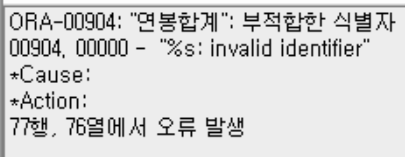 ORA-00904: "연봉합계": 부적합한 식별자
00904, 00000 - "%s: invalid identifier"
*Cause:
*Action:
77행, 76열에서 오류 발생